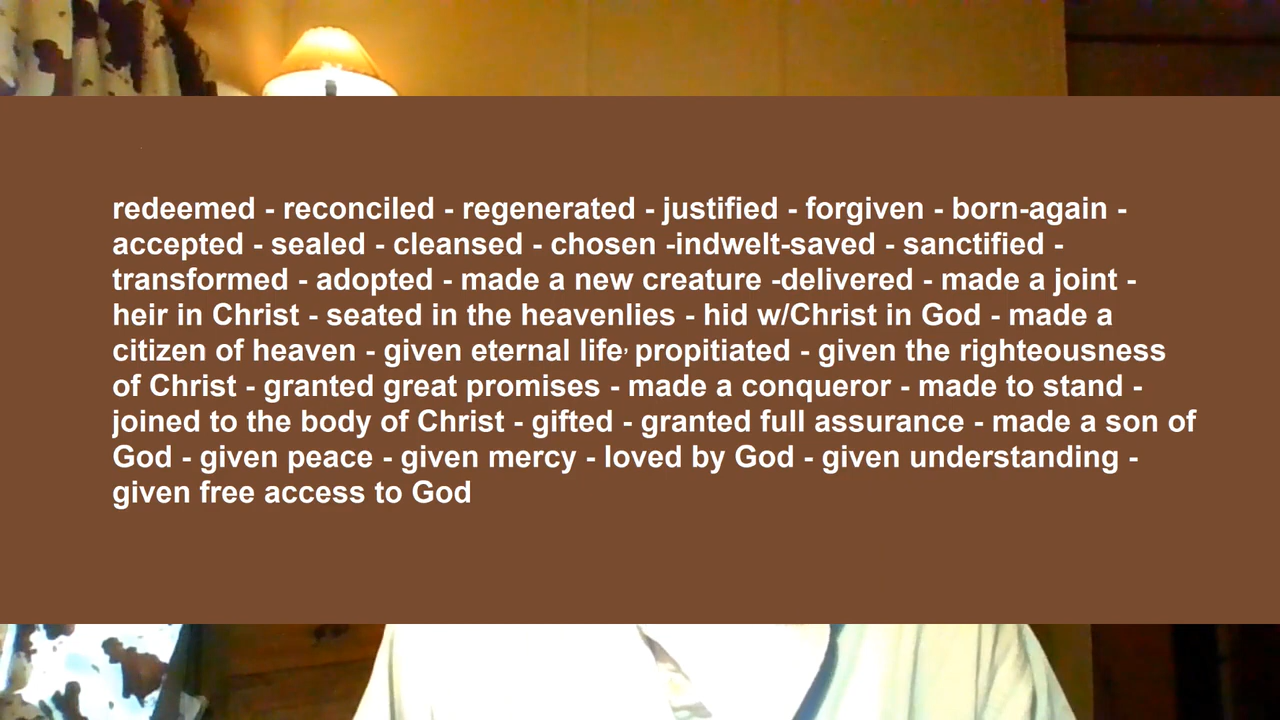 redeemed - reconciled - regenerated - justified - forgiven - born-again -
accepted - sealed - cleansed - chosen -indwelt-saved - sanctified -
transformed - adopted - made a new creature -delivered - made a joint -
heir in Christ - seated in the heavenlies - hid w/Christ in God - made a
citizen of heaven - given eternal life, propitiated - given the righteousness
of Christ - granted great promises - made a conqueror - made to stand -
joined to the body of Christ - gifted - granted full assurance - made a son of
God - given peace - given mercy - loved by God - given understanding -
given free access to God